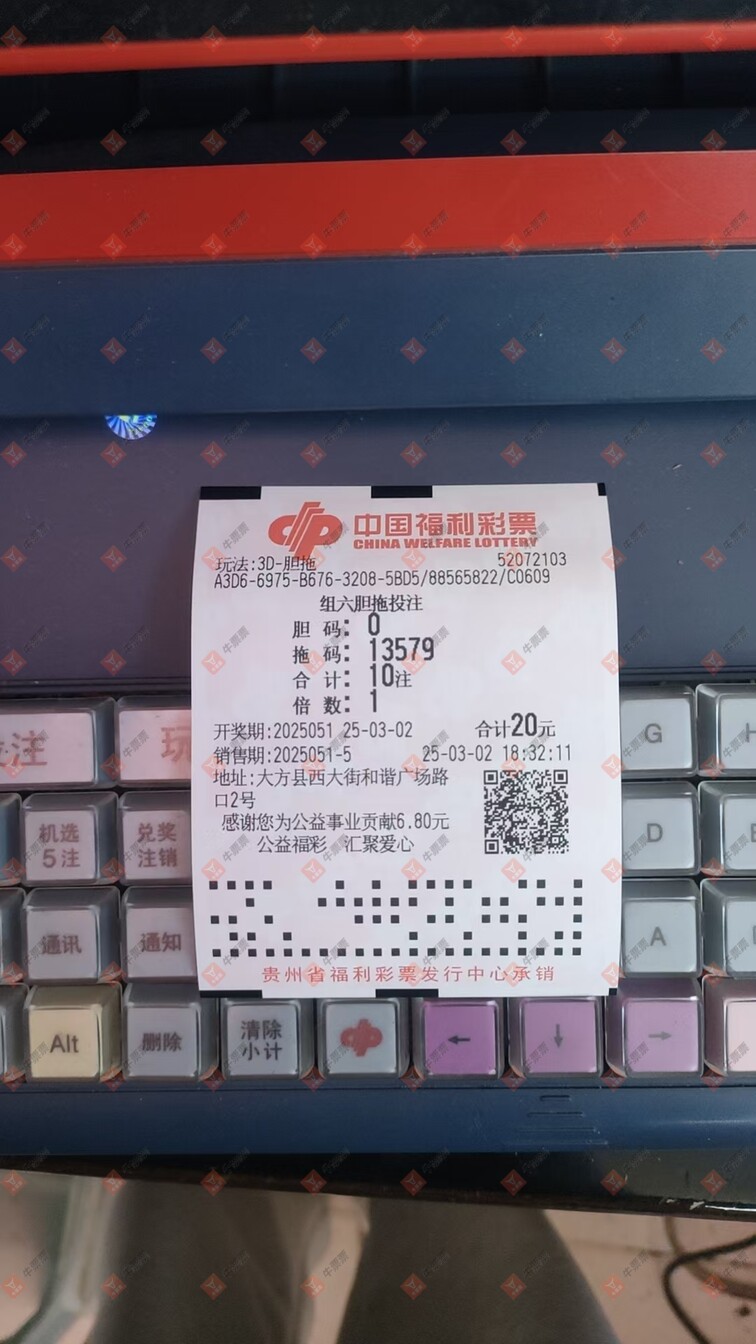 中国福利彩票
CHINA WELFARE LOTTERY
玩法:3D-胆拖 52072103
A3D6-6975-B676-3208-5BD5/88565822/C0609
组六胆拖投注
胆 码: 0
拖 码: 13579
合 计: 10注
倍 数: 1
开奖期:2025051 25-03-02 合计20元
销售期:2025051-5 25-03-02 18:32:11
地址:大方县西大街和谐广场路
口2号
感谢您为公益事业贡献6.80元
公益福彩 汇聚爱心
贵州省福利彩票发行中心承销
注 玩 G H
机选
5注
兑奖
注销
D
通讯 通知 A
Alt 删除 清除
小计
← ↓ →
牛票票